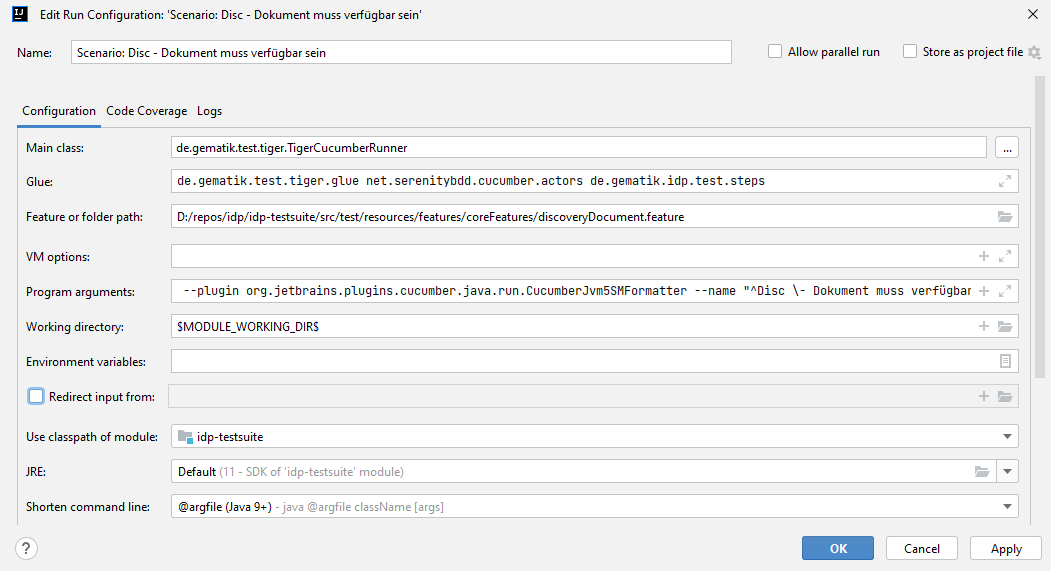 IJ Edit Run Configuration: 'Scenario: Disc - Dokument muss verfügbar sein'
Name: Scenario: Disc - Dokument muss verfügbar sein Allow parallel run Store as project file
Configuration Code Coverage Logs
Main class: de.gematik.test.tiger.TigerCucumberRunner ...
Glue: de.gematik.test.tiger.glue net.serenitybdd.cucumber.actors de.gematik.idp.test.steps
Feature or folder path: D:/repos/idp/idp-testsuite/src/test/resources/features/coreFeatures/discoveryDocument.feature
VM options:
Program arguments: --plugin org.jetbrains.plugins.cucumber.java.run.CucumberJvm5SMFormatter --name "^Disc \- Dokument muss verfügbar
Working directory: $MODULE_WORKING_DIR$
Environment variables:
Redirect input from:
Use classpath of module: idp-testsuite
JRE: Default (11 - SDK of 'idp-testsuite' module)
Shorten command line: @argfile (Java 9+) - java @argfile className [args]
? OK Cancel Apply